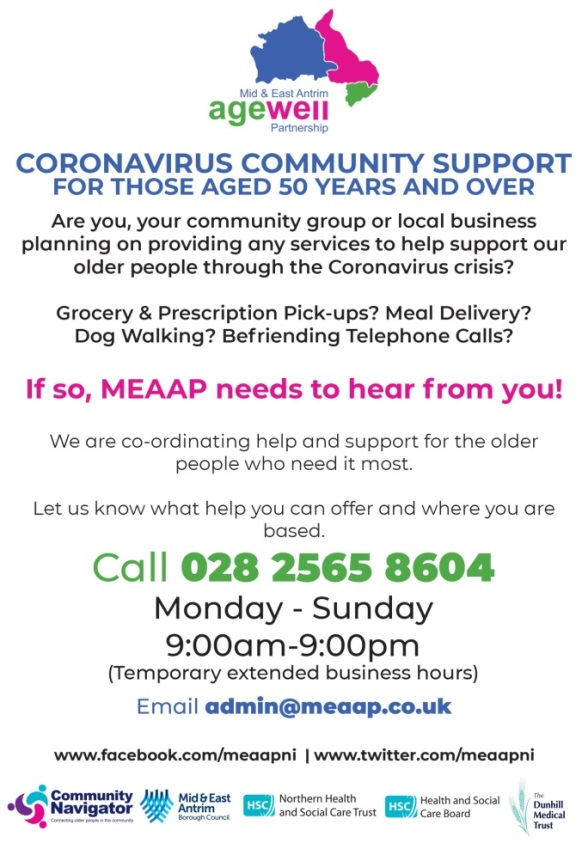 Mid & East Antrim
agewell
Partnership
CORONAVIRUS COMMUNITY SUPPORT
FOR THOSE AGED 50 YEARS AND OVER
Are you, your community group or local business
planning on providing any services to help support our
older people through the Coronavirus crisis?
Grocery & Prescription Pick-ups? Meal Delivery?
Dog Walking? Befriending Telephone Calls?
If so, MEAAP needs to hear from you!
We are co-ordinating help and support for the older
people who need it most.
Let us know what help you can offer and where you are
based.
Call 028 2565 8604
Monday - Sunday
9:00am-9:00pm
(Temporary extended business hours)
Email admin@meaap.co.uk
www.facebook.com/meaapni | www.twitter.com/meaapni
Community
Navigator
Connecting older people in the community
Mid & East
Antrim
Borough Council
HSC
Northern Health
and Social Care Trust
HSC
Health and Social
Care Board
The
Dunhill
Medical
Trust